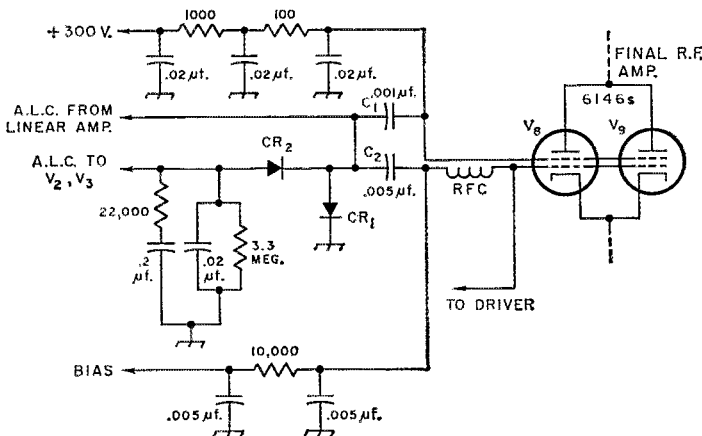 1000
100
+300 V.
.02 µf.
.02 µf.
.02 µf.
FINAL R.F.
AMP.
6146s
A.L.C. FROM
LINEAR AMP.
.001 µf.
C1
V8
V9
A.L.C. TO
V2, V3
CR2
C2
.005 µf.
RFC
CR1
22,000
.2
µf.
.02
µf.
3.3
MEG.
TO DRIVER
BIAS
10,000
.005 µf.
.005 µf.